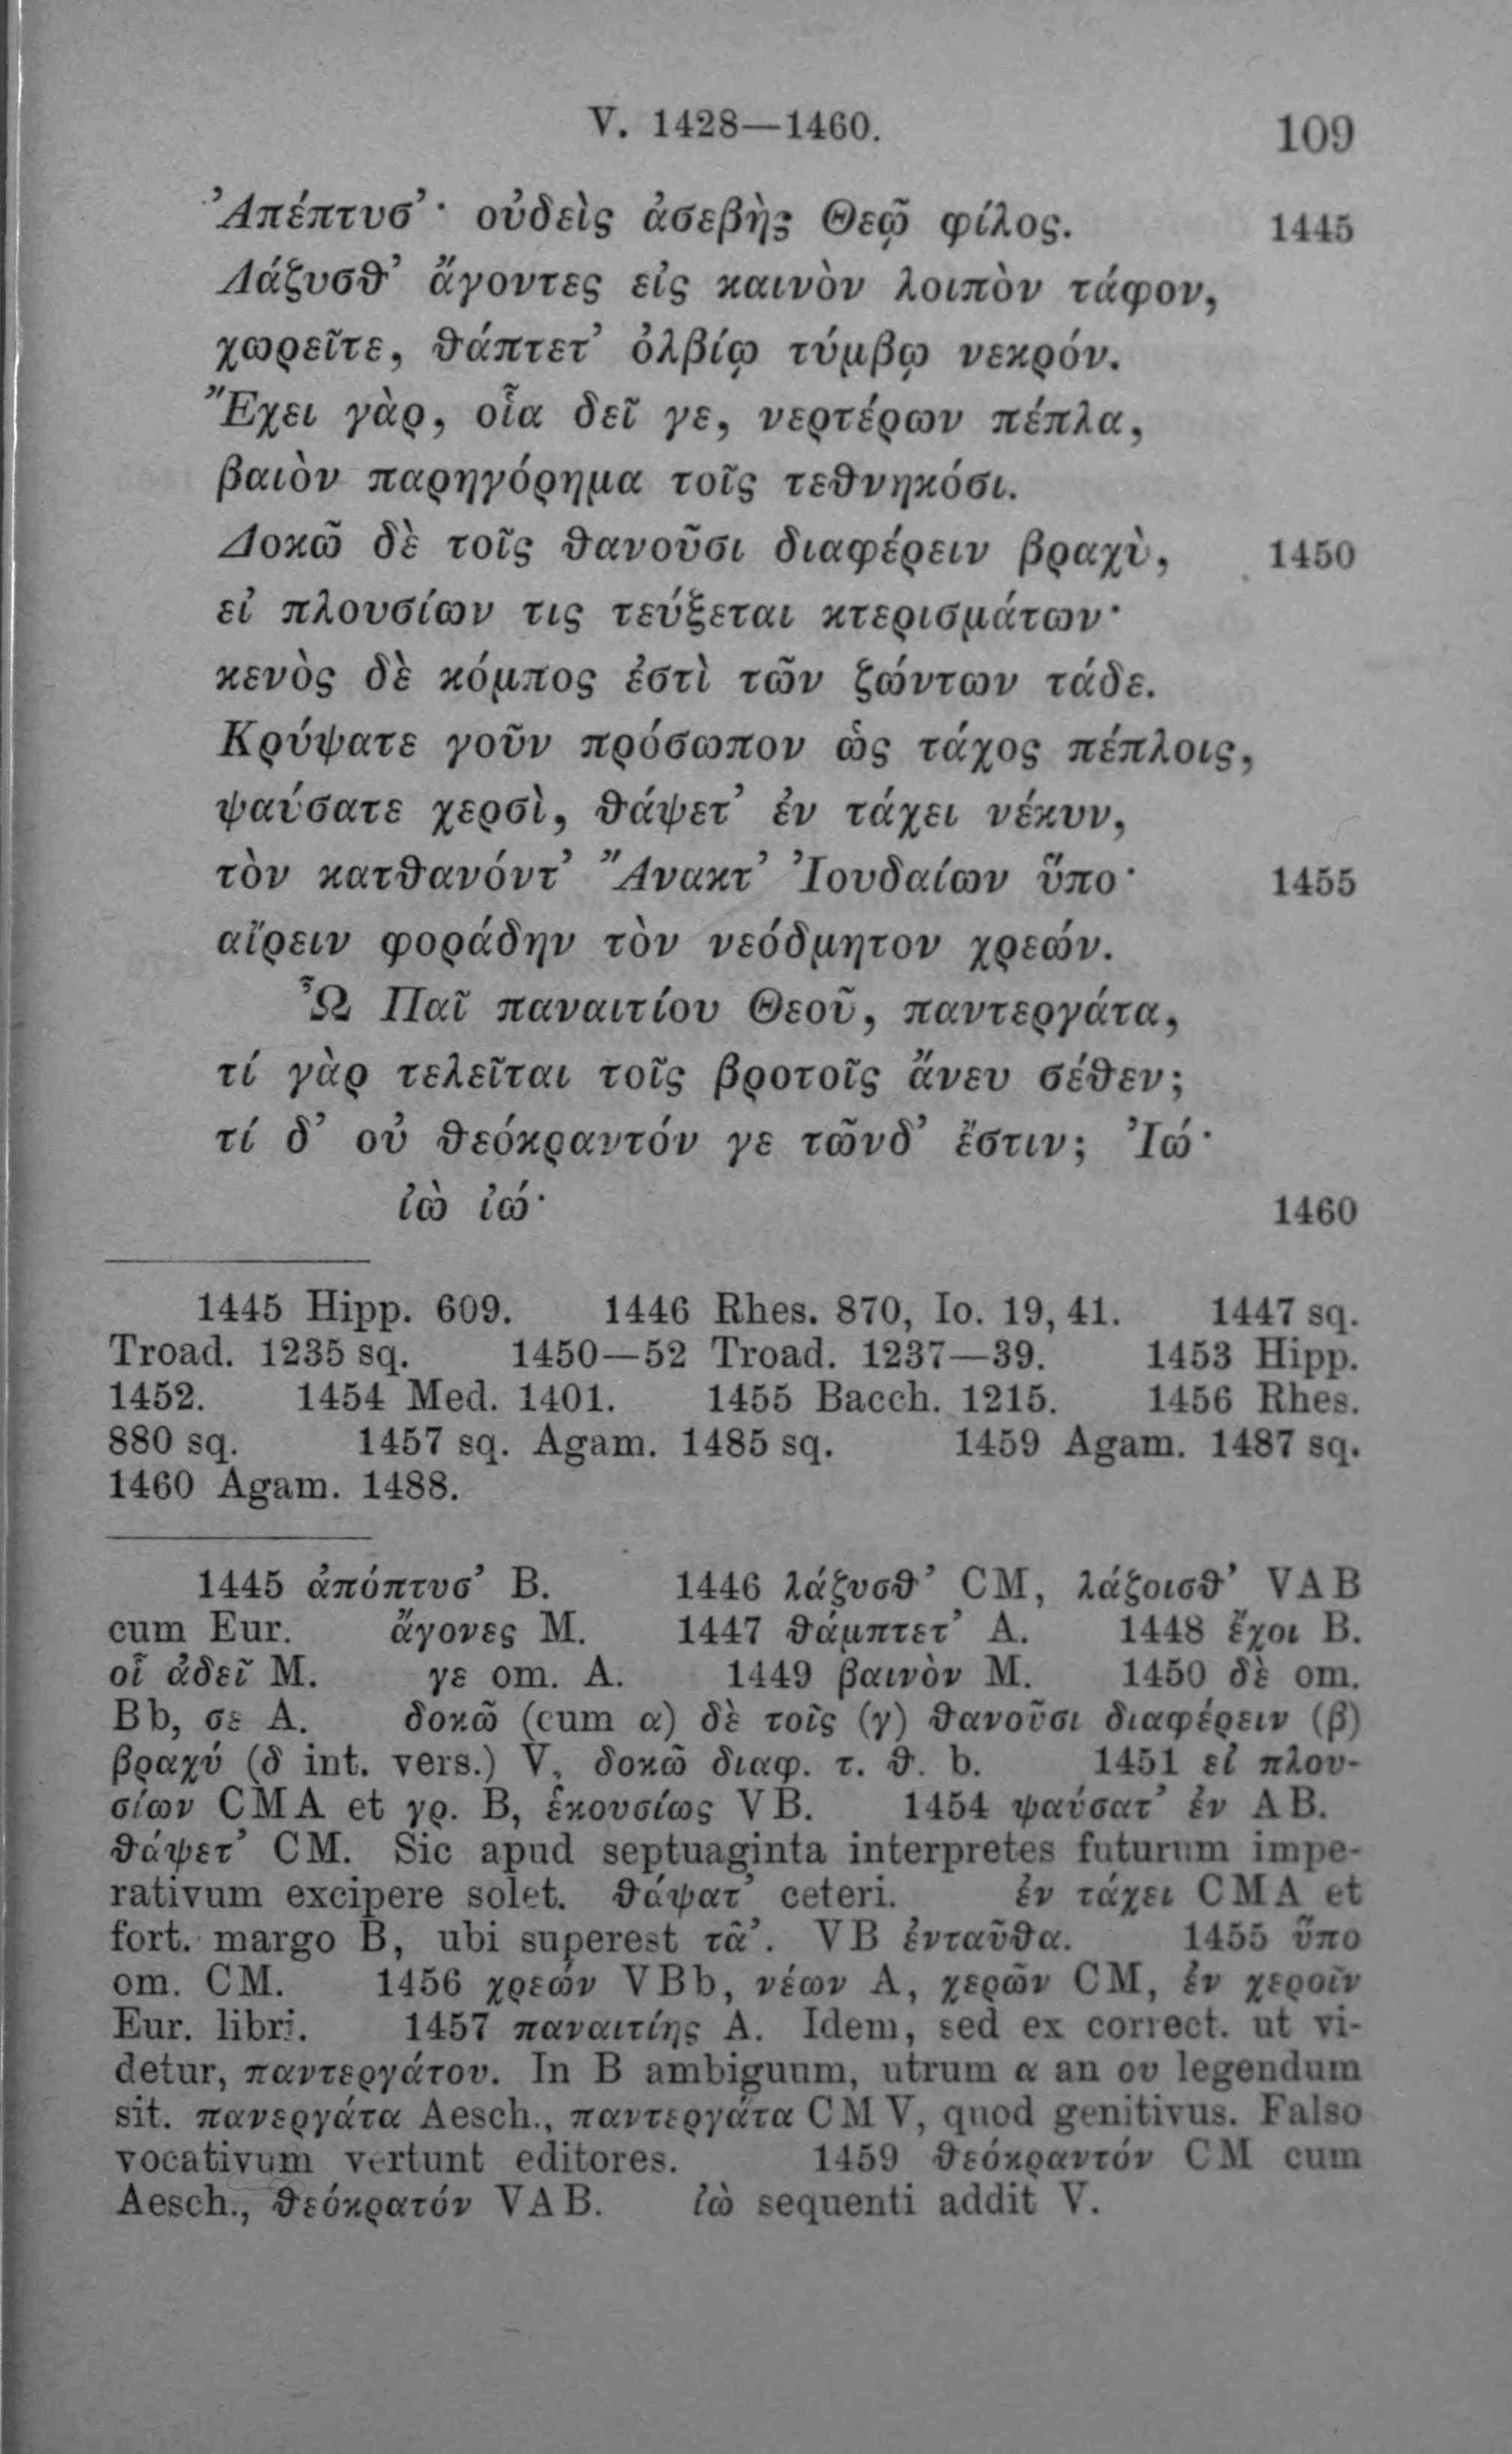 V. 1428—1460. 109
Ἀπέπτυσ’· οὐδεὶς ἀσεβὴς Θεῷ φίλος. 1445
Λάζυσθ’ ἄγοντες εἰς καινὸν λοιπὸν τάφον,
χωρεῖτε, θάπτετ’ ὀλβίῳ τύμβῳ νεκρόν.
Ἔχει γὰρ, οἷα δεῖ γε, νερτέρων πέπλα,
βαιὸν παρηγόρημα τοῖς τεθνηκόσι.
Δοκῶ δὲ τοῖς θανοῦσι διαφέρειν βραχὺ, 1450
εἰ πλουσίων τις τεύξεται κτερισμάτων·
κενὸς δὲ κόμπος ἐστὶ τῶν ζώντων τάδε.
Κρύψατε γοῦν πρόσωπον ὡς τάχος πέπλοις,
ψαύσατε χερσὶ, θάψετ’ ἐν τάχει νέκυν,
τὸν κατθανόντ’ Ἄνακτ’ Ἰουδαίων ὕπο· 1455
αἴρειν φοράδην τὸν νεόδμητον χρεών.
Ὦ Παῖ παναιτίου Θεοῦ, παντεργάτα,
τί γὰρ τελεῖται τοῖς βροτοῖς ἄνευ σέθεν;
τί δ’ οὐ θεόκραντόν γε τῶνδ’ ἔστιν; Ἰώ·
ἰὼ ἰώ· 1460
1445 Hipp. 609. 1446 Rhes. 870, Io. 19, 41. 1447 sq.
Troad. 1235 sq. 1450—52 Troad. 1237—39. 1453 Hipp.
1452. 1454 Med. 1401. 1455 Bacch. 1215. 1456 Rhes.
880 sq. 1457 sq. Agam. 1485 sq. 1459 Agam. 1487 sq.
1460 Agam. 1488.
1445 ἀπόπτυσ’ B. 1446 λάζυσθ’ CM, λάζοισθ’ VAB
cum Eur. ἄγονες M. 1447 θάμπτετ’ A. 1448 ἔχοι B.
οἷ ἀδεῖ M. γε om. A. 1449 βαινὸν M. 1450 δὲ om.
Bb, σε A. δοκῶ (cum α) δὲ τοῖς (γ) θανοῦσι διαφέρειν (β)
βραχύ (δ int. vers.) V, δοκῶ διαφ. τ. θ. b. 1451 εἰ πλου-
σίων CMA et γρ. B, ἑκουσίως VB. 1454 ψαύσατ’ ἐν AB.
θάψετ’ CM. Sic apud septuaginta interpretes futurum impe-
rativum excipere solet. θάψατ’ ceteri. ἐν τάχει CMA et
fort. margo B, ubi superest τᾶ’. VB ἐνταῦθα. 1455 ὕπο
om. CM. 1456 χρεών VBb, νέων A, χερῶν CM, ἐν χεροῖν
Eur. libri. 1457 παναιτίης A. Idem, sed ex correct. ut vi-
detur, παντεργάτου. In B ambiguum, utrum α an ου legendum
sit. πανεργάτα Aesch., παντεργάτα CMV, quod genitivus. Falso
vocativum vertunt editores. 1459 θεόκραντόν CM cum
Aesch., θεόκρατόν VAB. ἰὼ sequenti addit V.